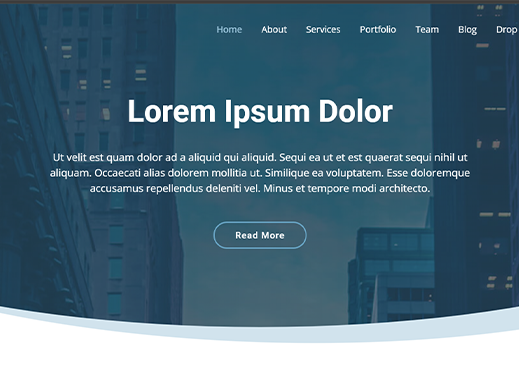 Home About Services Portfolio Team Blog Drop
Lorem Ipsum Dolor
Ut velit est quam dolor ad a aliquid qui aliquid. Sequi ea ut et est quaerat sequi nihil ut
aliquam. Occaecati alias dolorem mollitia ut. Similique ea voluptatem. Esse doloremque
accusamus repellendus deleniti vel. Minus et tempore modi architecto.
Read More